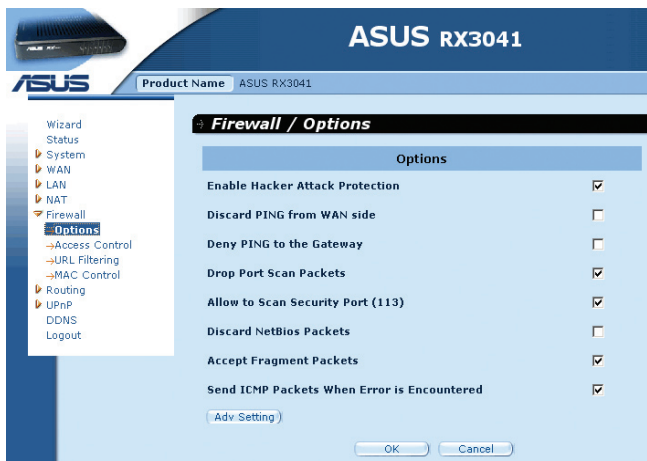 ASUS RX3041
ASUS
Product Name ASUS RX3041
Wizard
Status
System
WAN
LAN
NAT
Firewall
Options
Access Control
URL Filtering
MAC Control
Routing
UPnP
DDNS
Logout
Firewall / Options
Options
Enable Hacker Attack Protection
Discard PING from WAN side
Deny PING to the Gateway
Drop Port Scan Packets
Allow to Scan Security Port (113)
Discard NetBios Packets
Accept Fragment Packets
Send ICMP Packets When Error is Encountered
Adv Setting
OK Cancel